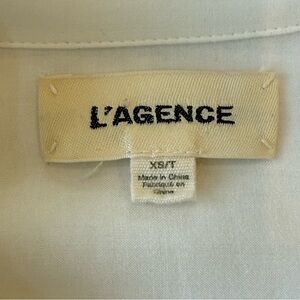 L'AGENCE
XS/T
Made in China
Fabriqué en
Chine